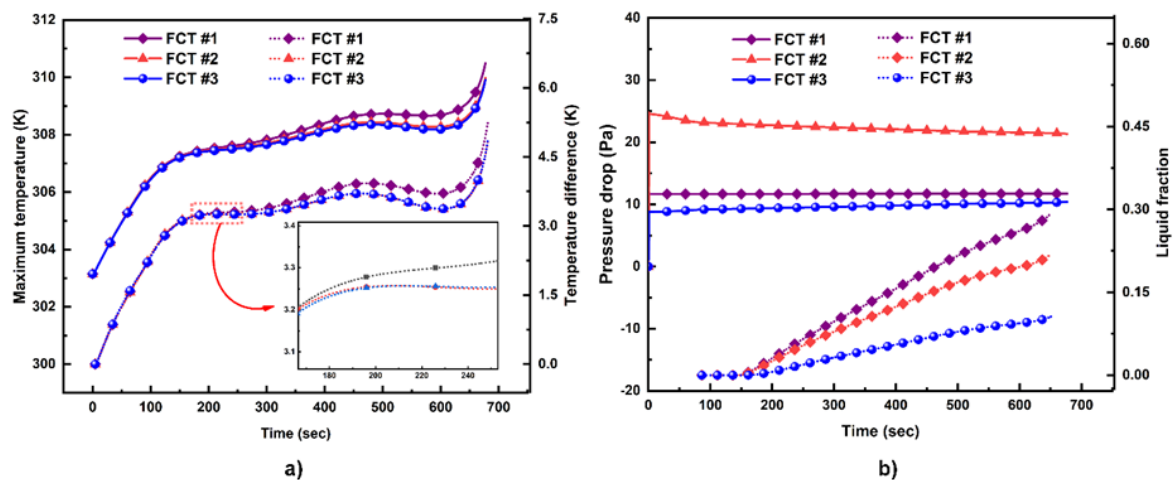 312
310
308
306
304
302
300
Maximum temperature (K)
FCT #1
FCT #2
FCT #3
FCT #1
FCT #2
FCT #3
7.5
6.0
4.5
3.0
1.5
0.0
Temperature difference (K)
3.4
3.3
3.2
3.1
180
200
220
240
0
100
200
300
400
500
600
700
Time (sec)
a)
40
30
20
10
0
-10
-20
Pressure drop (Pa)
FCT #1
FCT #2
FCT #3
FCT #1
FCT #2
FCT #3
0.60
0.45
0.30
0.15
0.00
Liquid fraction
0
100
200
300
400
500
600
700
Time (sec)
b)